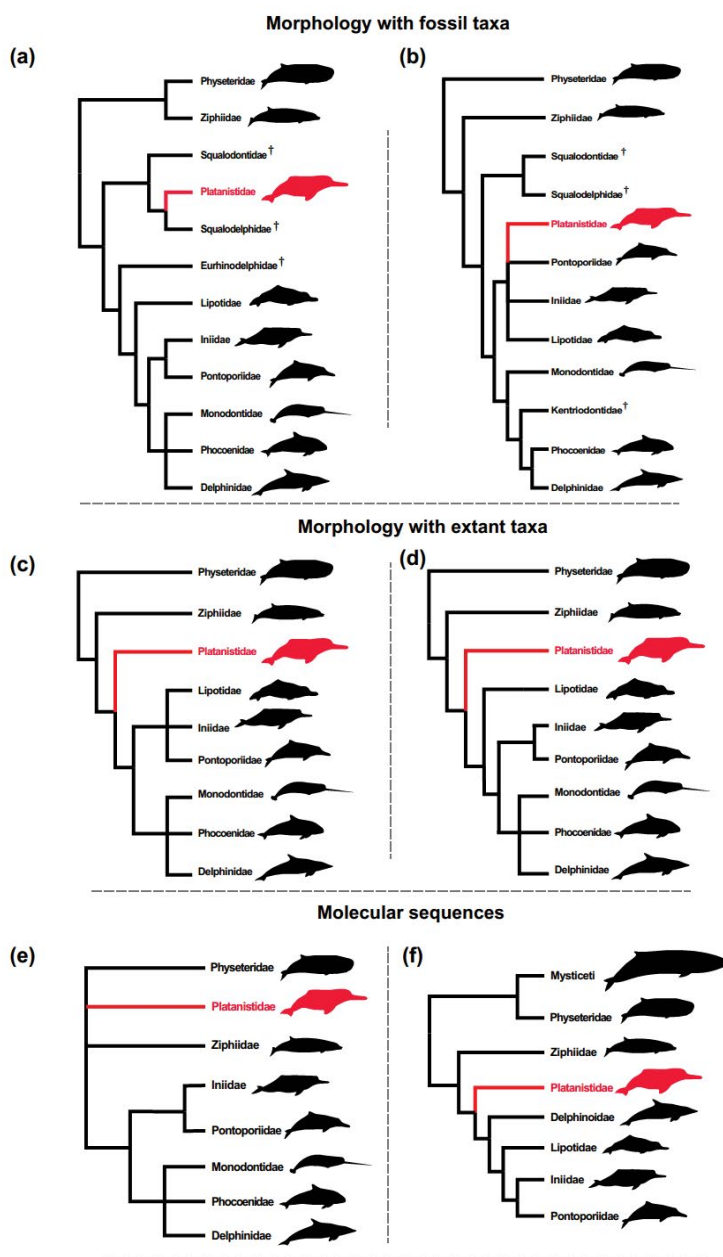 Morphology with fossil taxa
(a)
Physeteridae
Ziphiidae
Squalodontidae†
Platanistidae
Squalodelphidae†
Eurhinodelphidae†
Lipotidae
Iniidae
Pontoporiidae
Monodontidae
Phocoenidae
Delphinidae
(b)
Physeteridae
Ziphiidae
Squalodontidae†
Squalodelphidae†
Platanistidae
Pontoporiidae
Iniidae
Lipotidae
Monodontidae
Kentriodontidae†
Phocoenidae
Delphinidae
Morphology with extant taxa
(c)
Physeteridae
Ziphiidae
Platanistidae
Lipotidae
Iniidae
Pontoporiidae
Monodontidae
Phocoenidae
Delphinidae
(d)
Physeteridae
Ziphiidae
Platanistidae
Lipotidae
Iniidae
Pontoporiidae
Monodontidae
Phocoenidae
Delphinidae
Molecular sequences
(e)
Physeteridae
Platanistidae
Ziphiidae
Iniidae
Pontoporiidae
Monodontidae
Phocoenidae
Delphinidae
(f)
Mysticeti
Physeteridae
Ziphiidae
Platanistidae
Delphinoidae
Lipotidae
Iniidae
Pontoporiidae